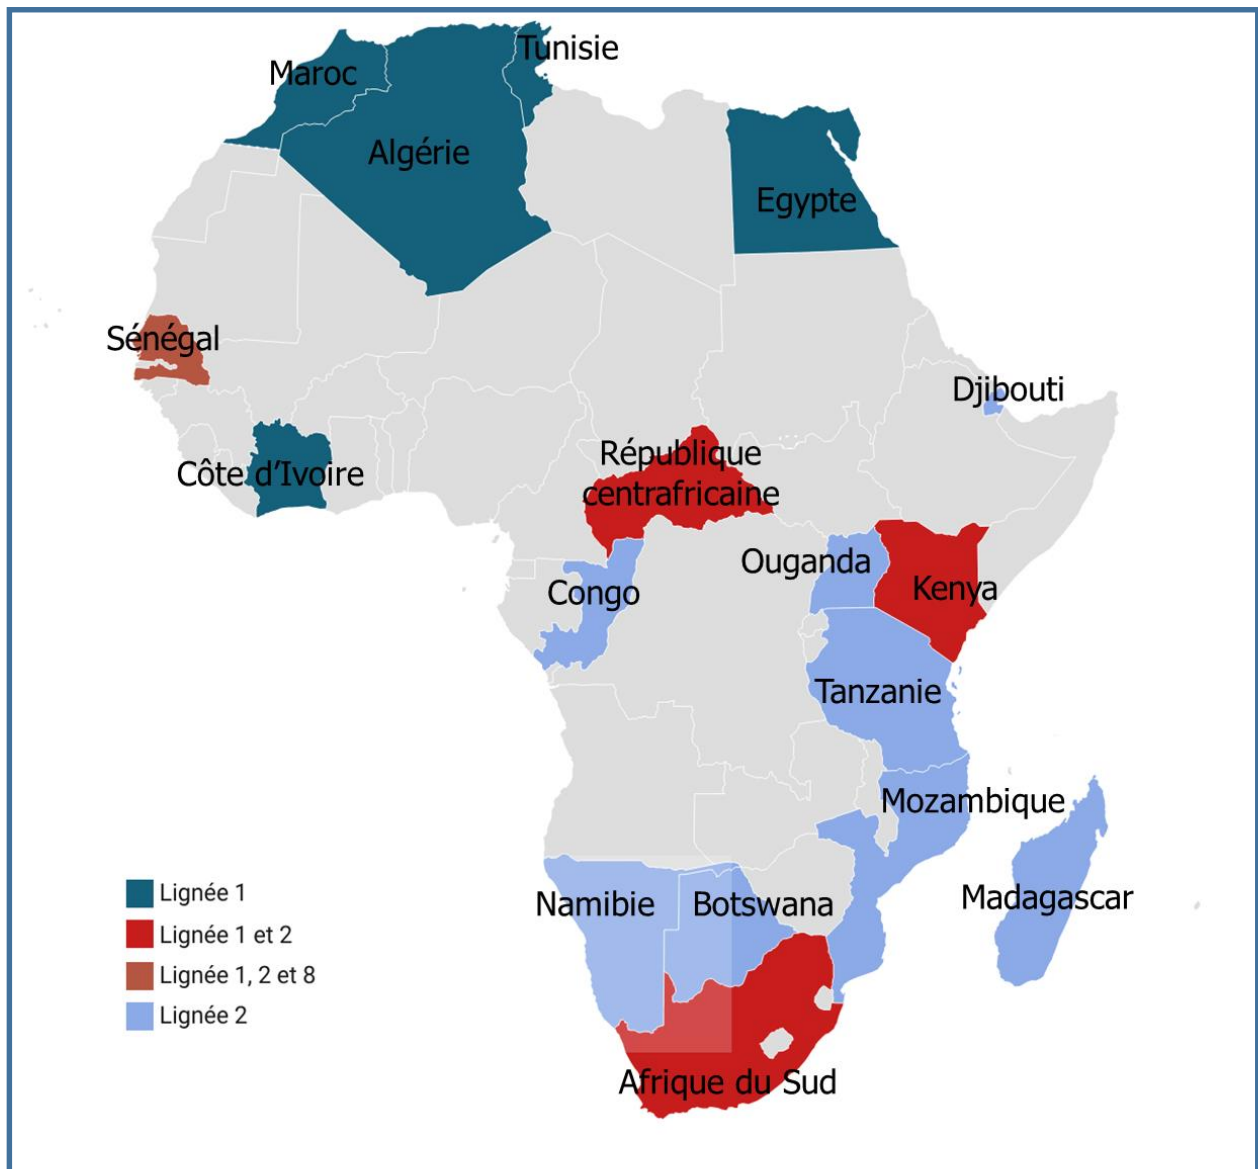 Tunisie
Maroc
Algérie
Egypte
Sénégal
Djibouti
République
centrafricaine
Côte d'Ivoire
Ouganda
Kenya
Congo
Tanzanie
Mozambique
Madagascar
Namibie
Botswana
Afrique du Sud
Lignée 1
Lignée 1 et 2
Lignée 1, 2 et 8
Lignée 2